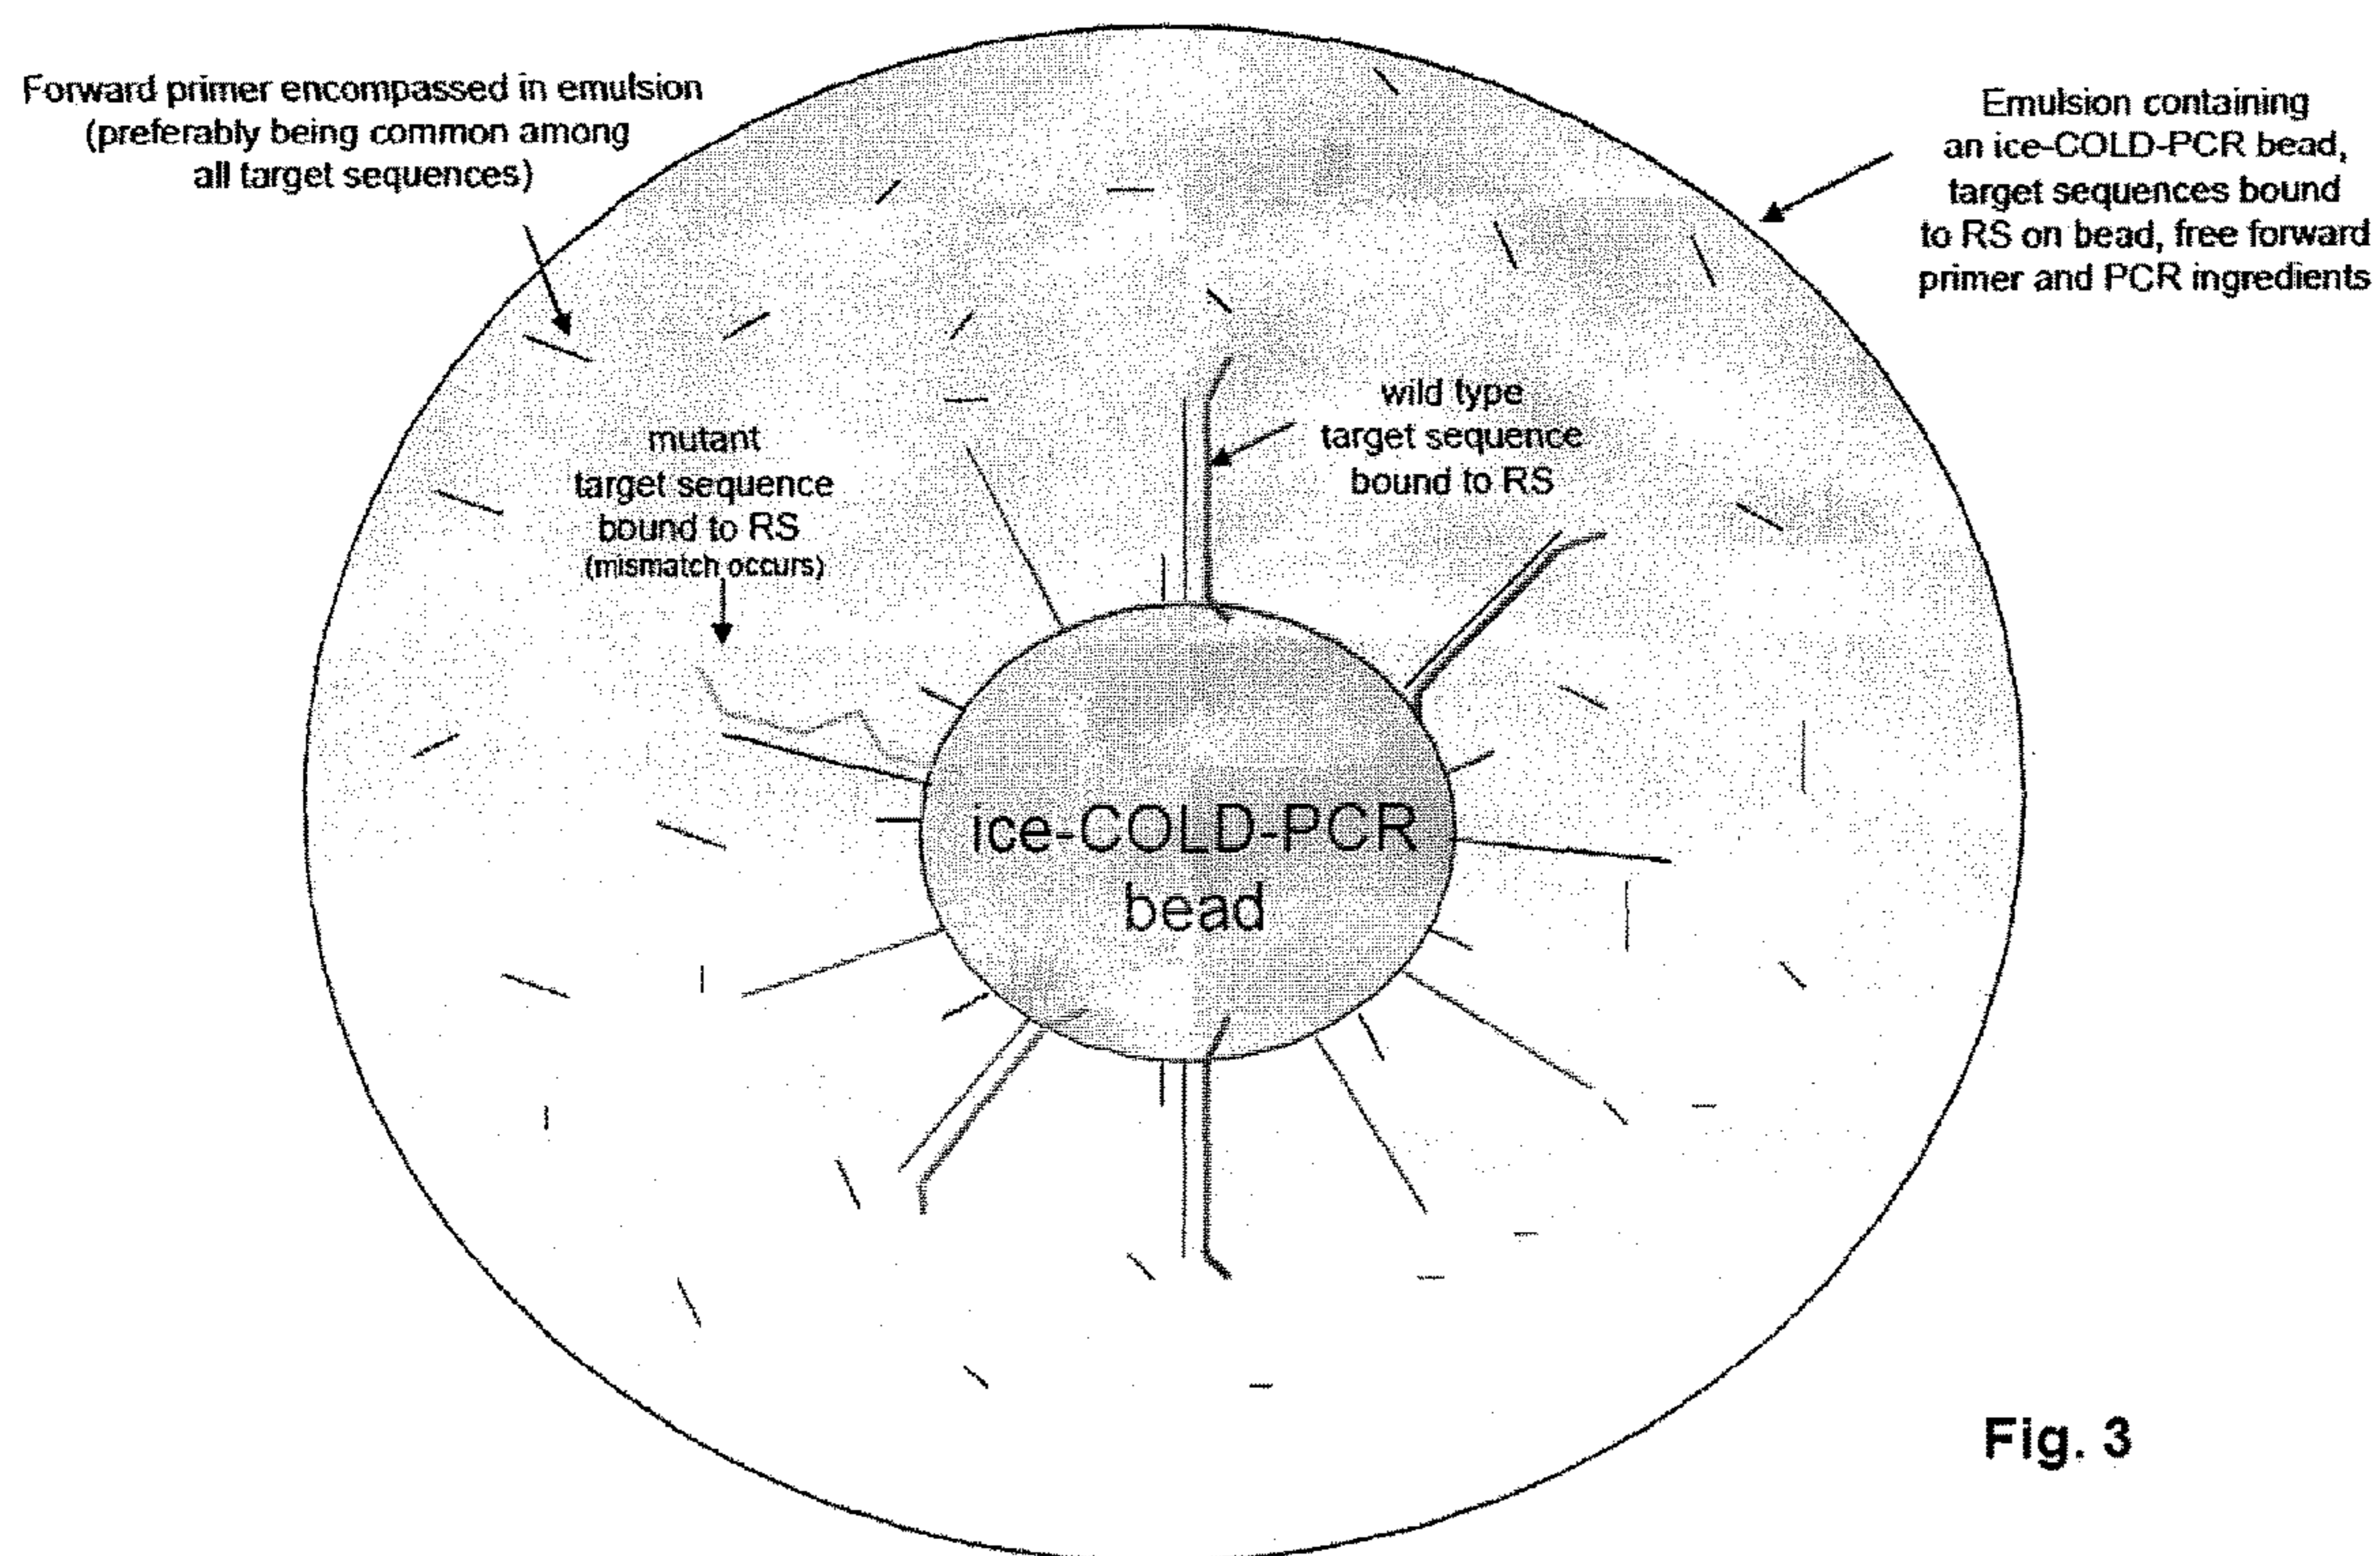 Forward primer encompassed in emulsion
(preferably being common among
all target sequences)
Emulsion containing
an ice-COLD-PCR bead,
target sequences bound
to RS on bead, free forward
primer and PCR ingredients
wild type
target sequence
bound to RS
mutant
target sequence
bound to RS
(mismatch occurs)
ice-COLD-PCR
bead
Fig. 3